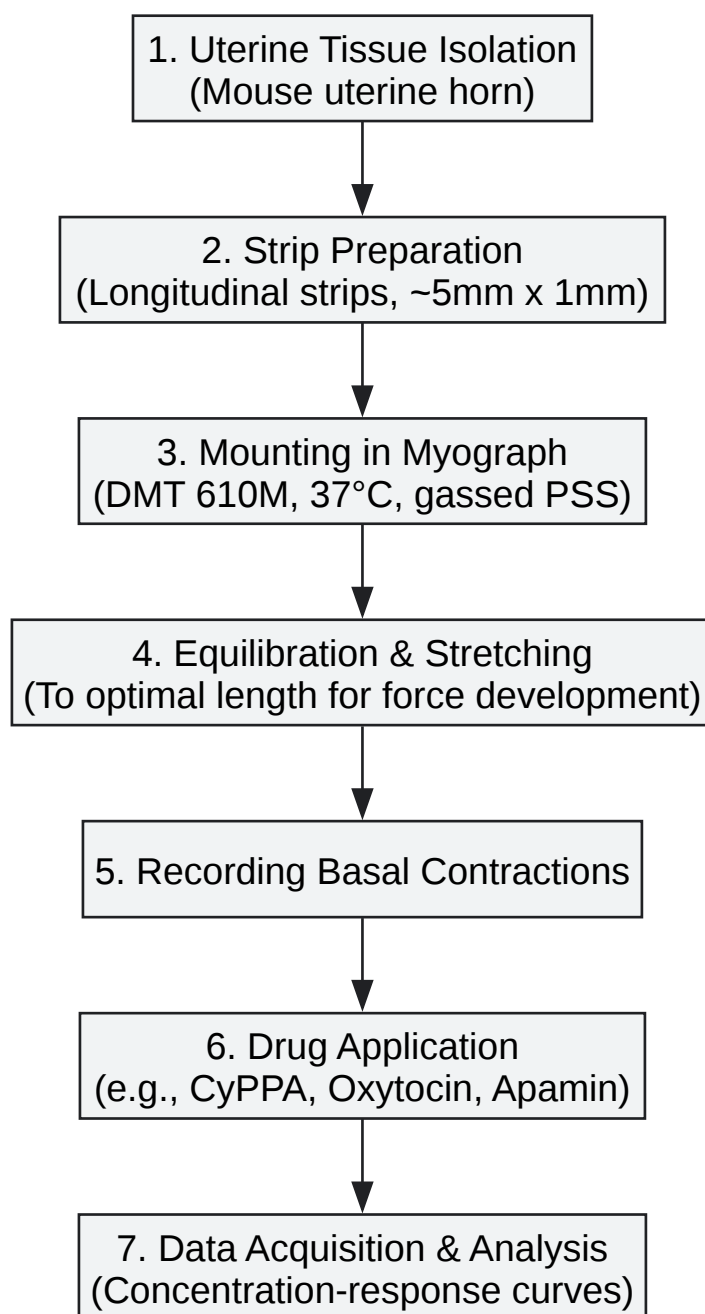 1. Uterine Tissue Isolation
(Mouse uterine horn)
2. Strip Preparation
(Longitudinal strips, ~5mm x 1mm)
3. Mounting in Myograph
(DMT 610M, 37°C, gassed PSS)
4. Equilibration & Stretching
(To optimal length for force development)
5. Recording Basal Contractions
6. Drug Application
(e.g., CyPPA, Oxytocin, Apamin)
7. Data Acquisition & Analysis
(Concentration-response curves)